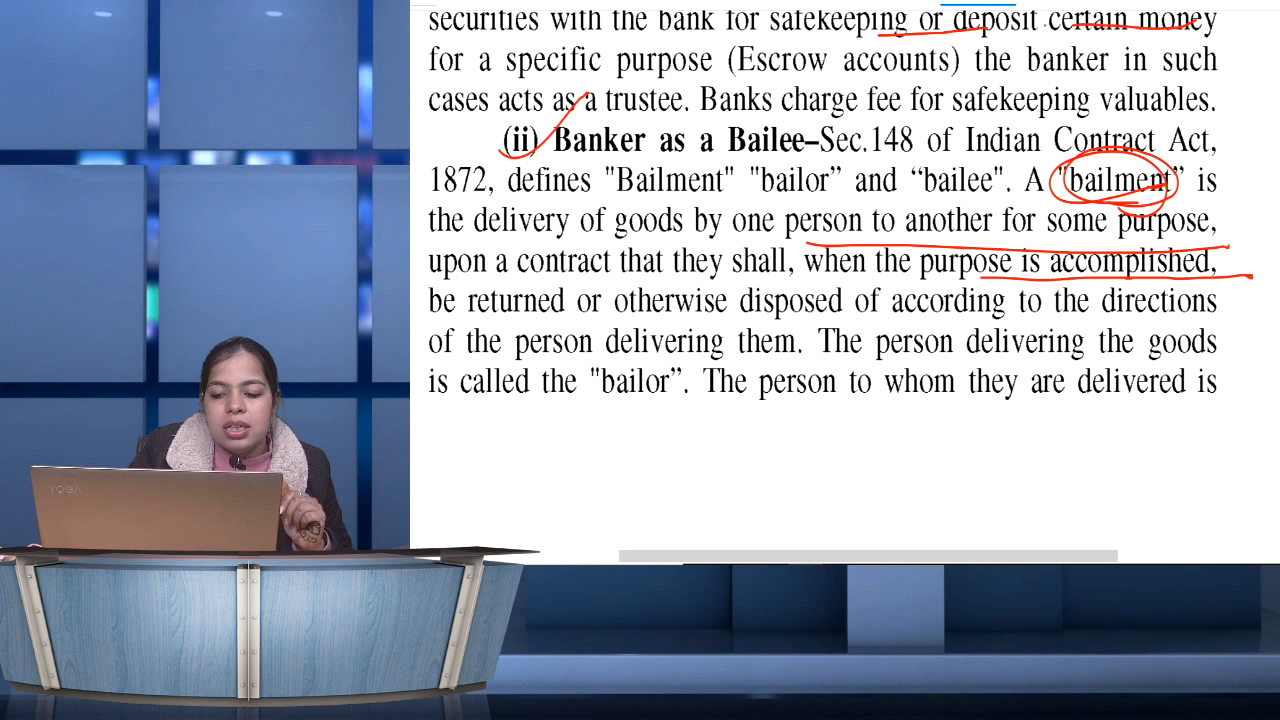 securities with the bank for safekeeping or deposit certain money
for a specific purpose (Escrow accounts) the banker in such
cases acts as a trustee. Banks charge fee for safekeeping valuables.
(ii) Banker as a Bailee–Sec.148 of Indian Contract Act,
1872, defines "Bailment" "bailor” and “bailee". A "bailment” is
the delivery of goods by one person to another for some purpose,
upon a contract that they shall, when the purpose is accomplished,
be returned or otherwise disposed of according to the directions
of the person delivering them. The person delivering the goods
is called the "bailor”. The person to whom they are delivered is
YOGA